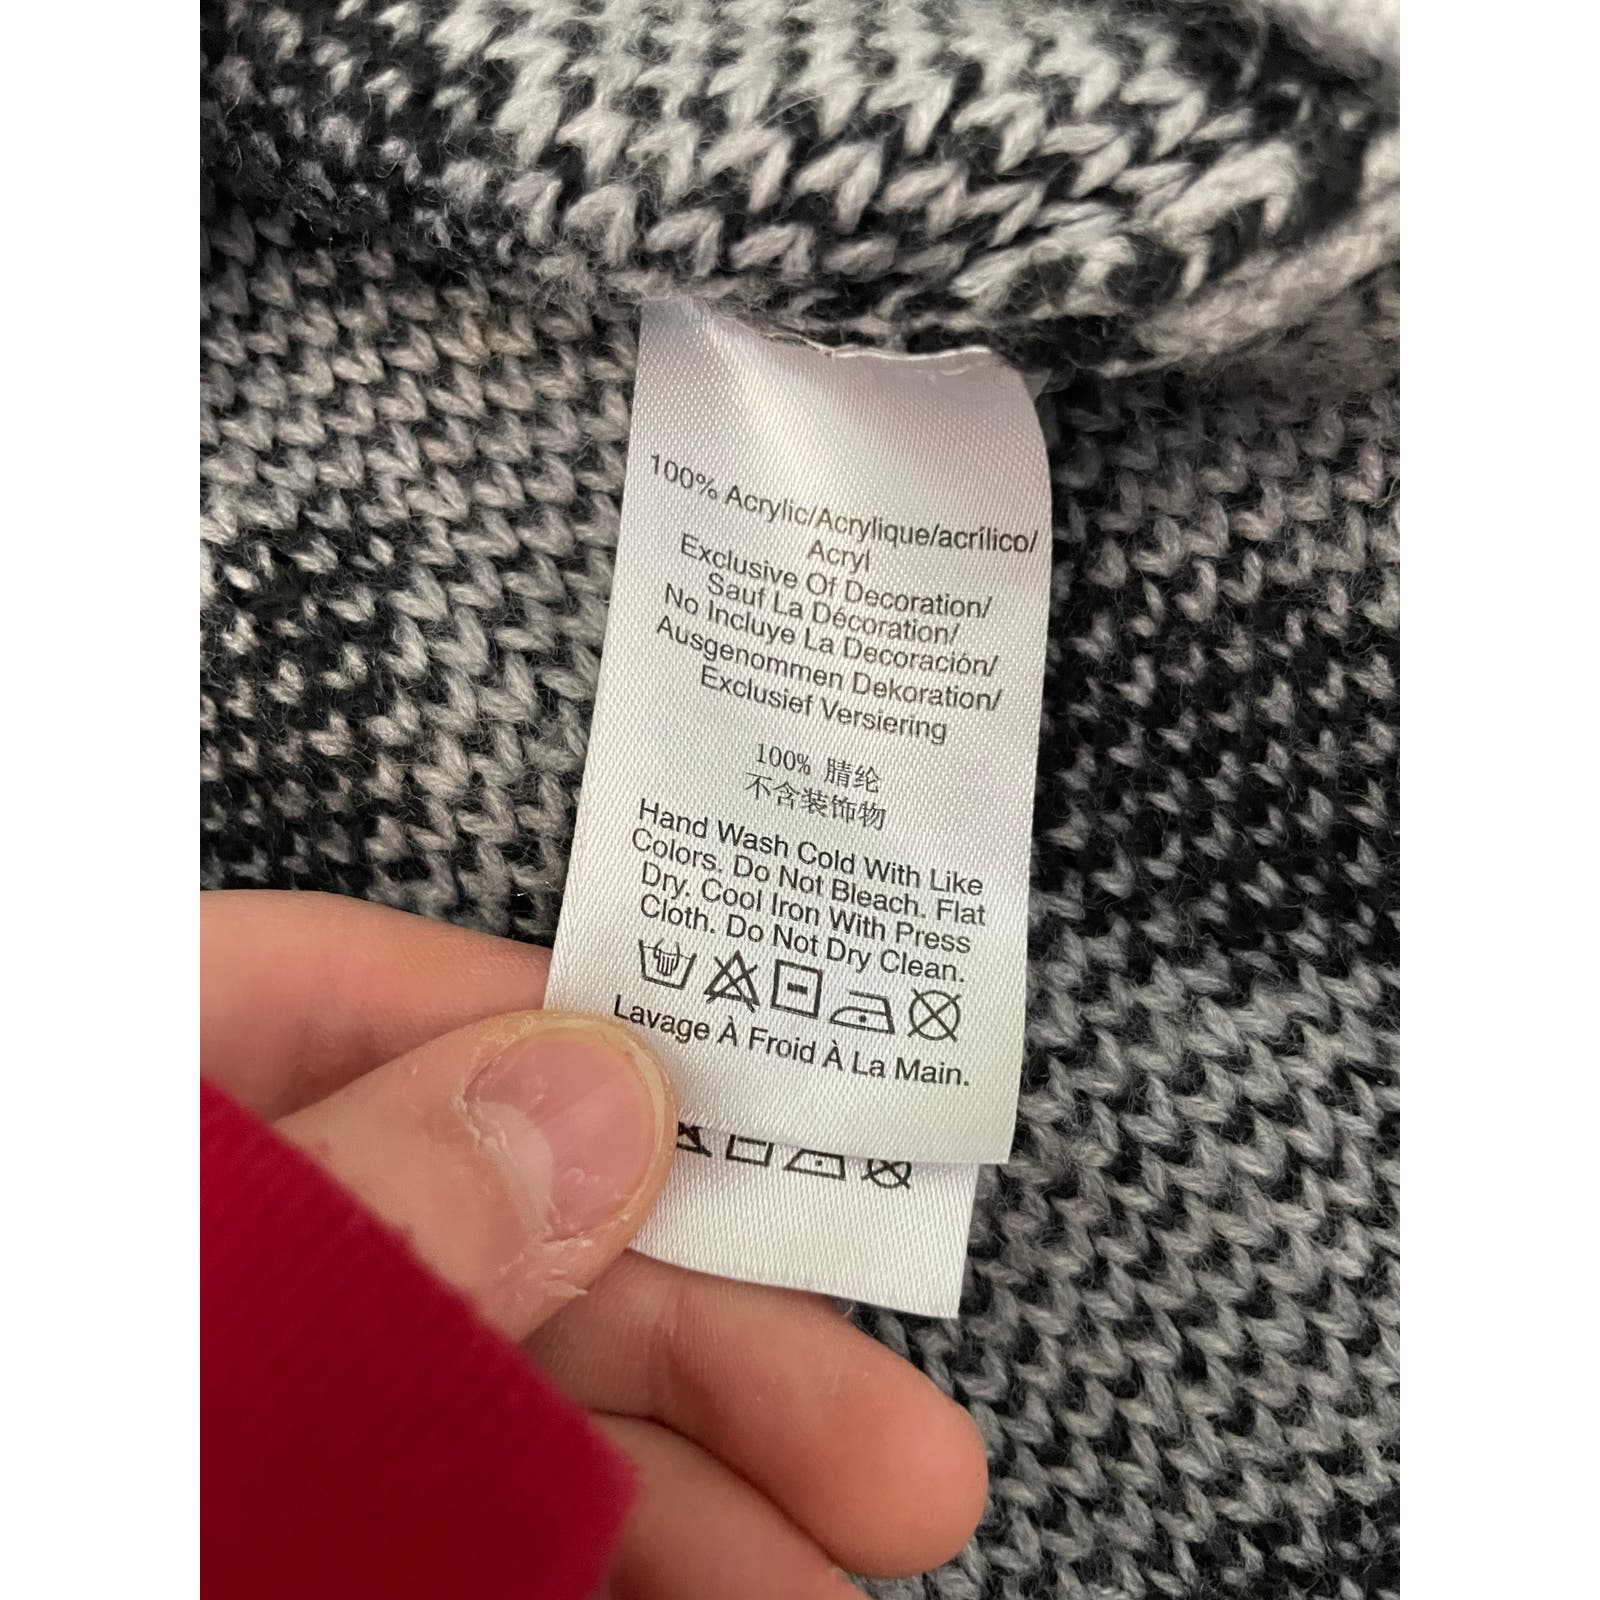 100% Acrylic/Acrylique/acrílico/
Acryl
Exclusive Of Decoration/
Sauf La Décoration/
No Incluye La Decoración/
Ausgenommen Dekoration/
Exclusief Versiering
100% 腈纶
不含装饰物
Hand Wash Cold With Like
Colors. Do Not Bleach. Flat
Dry. Cool Iron With Press
Cloth. Do Not Dry Clean.
Lavage À Froid À La Main.